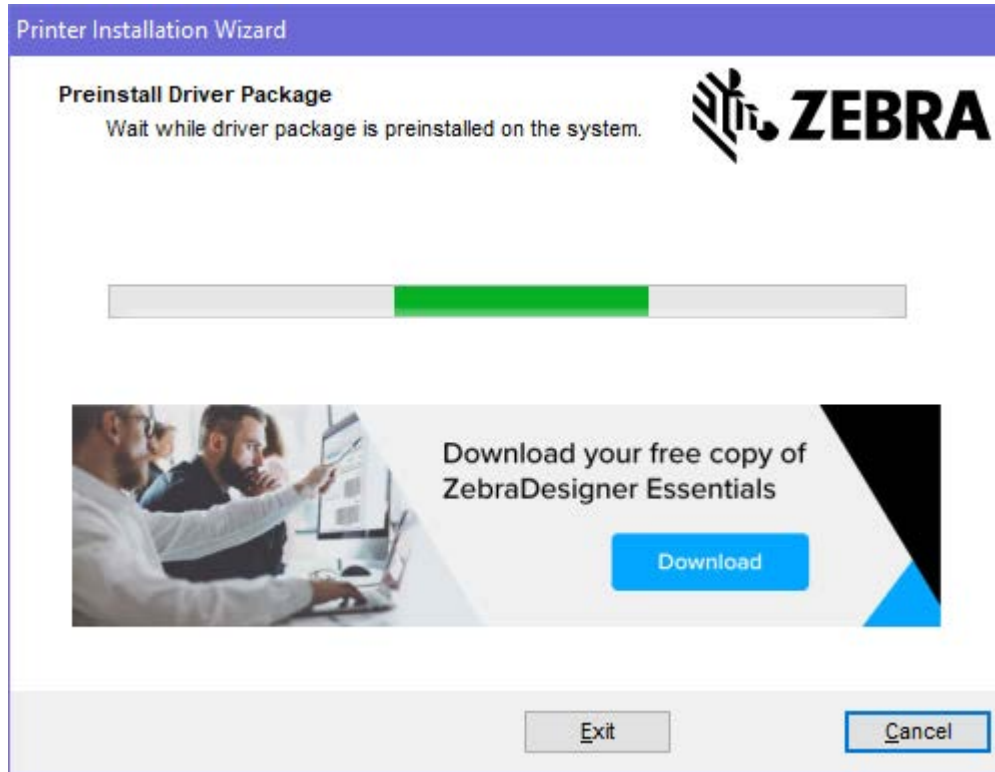 Printer Installation Wizard
Preinstall Driver Package
Wait while driver package is preinstalled on the system.
ZEBRA
Download your free copy of
ZebraDesigner Essentials
Download
Exit
Cancel